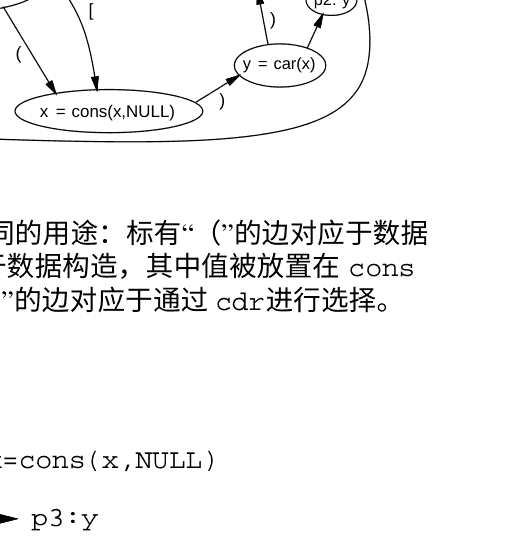 [
p2: y
)
(
y = car(x)
x = cons(x,NULL)
)
同的用途：标有“（”的边对应于数据
于数据构造，其中值被放置在 cons
”的边对应于通过 cdr进行选择。
x=cons(x,NULL)
p3:y